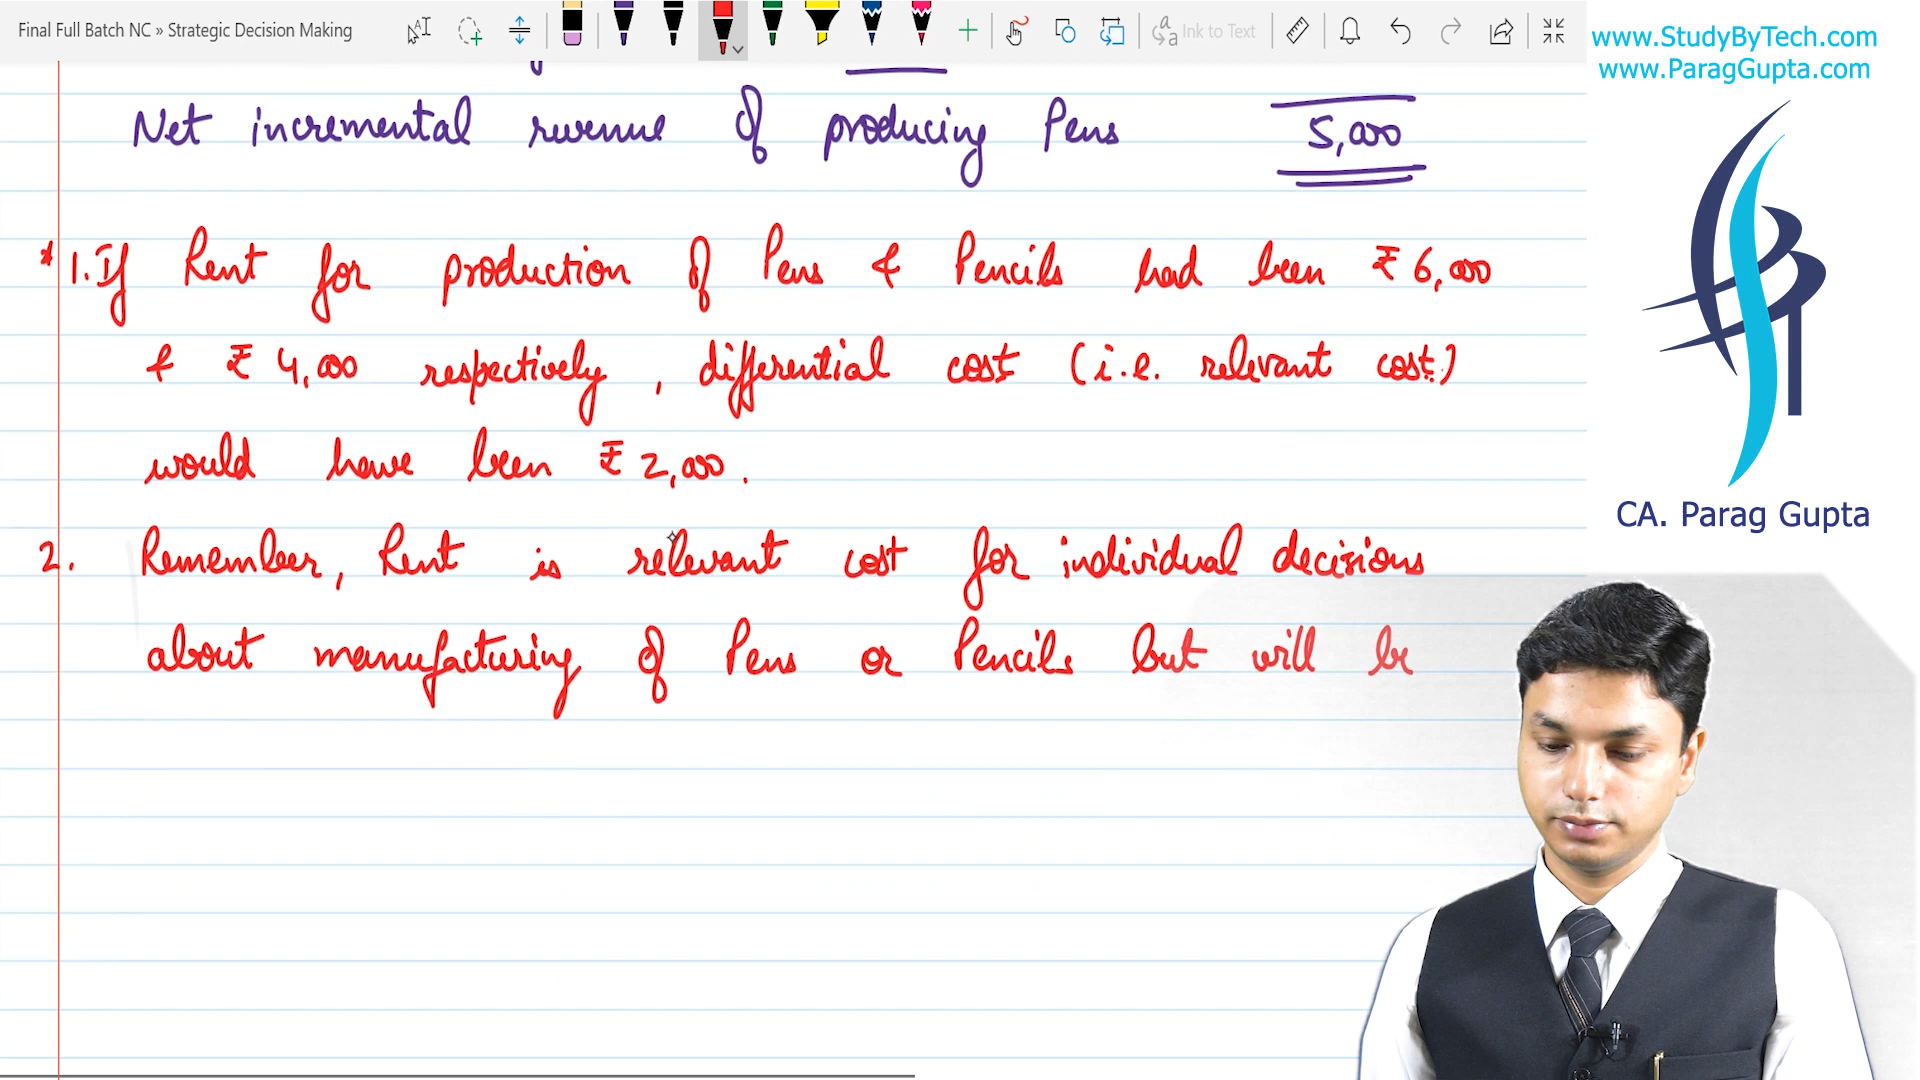 Final Full Batch NC » Strategic Decision Making
Ink to Text
www.StudyByTech.com
www.ParagGupta.com
Net incremental revenue of producing Pens 5,000
* 1. If Rent for production of Pens & Pencils had been ₹ 6,000
& ₹ 4,000 respectively, differential cost (i.e. relevant cost)
would have been ₹ 2,000.
2. Remember, Rent is relevant cost for individual decisions
about manufacturing of Pens or Pencils but will be
CA. Parag Gupta